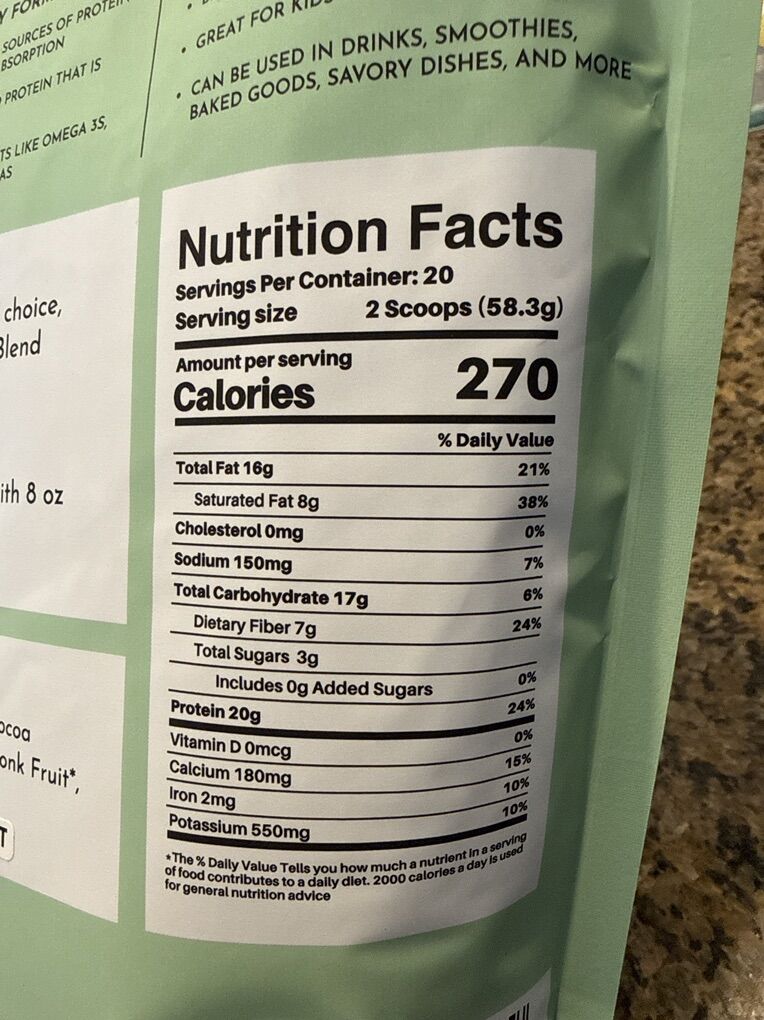 SOURCES OF PROTEIN
BSORPTION
PROTEIN THAT IS
TS LIKE OMEGA 3S,
AS
• GREAT FOR KIDS
• CAN BE USED IN DRINKS, SMOOTHIES,
BAKED GOODS, SAVORY DISHES, AND MORE
choice,
Blend
ith 8 oz
ocoa
onk Fruit*,
T
Nutrition Facts
Servings Per Container: 20
Serving size 2 Scoops (58.3g)
Amount per serving
Calories 270
% Daily Value
Total Fat 16g 21%
Saturated Fat 8g 38%
Cholesterol 0mg 0%
Sodium 150mg 7%
Total Carbohydrate 17g 6%
Dietary Fiber 7g 24%
Total Sugars 3g
Includes 0g Added Sugars 0%
Protein 20g 24%
Vitamin D 0mcg 0%
Calcium 180mg 15%
Iron 2mg 10%
Potassium 550mg 10%
*The % Daily Value Tells you how much a nutrient in a serving
of food contributes to a daily diet. 2000 calories a day is used
for general nutrition advice